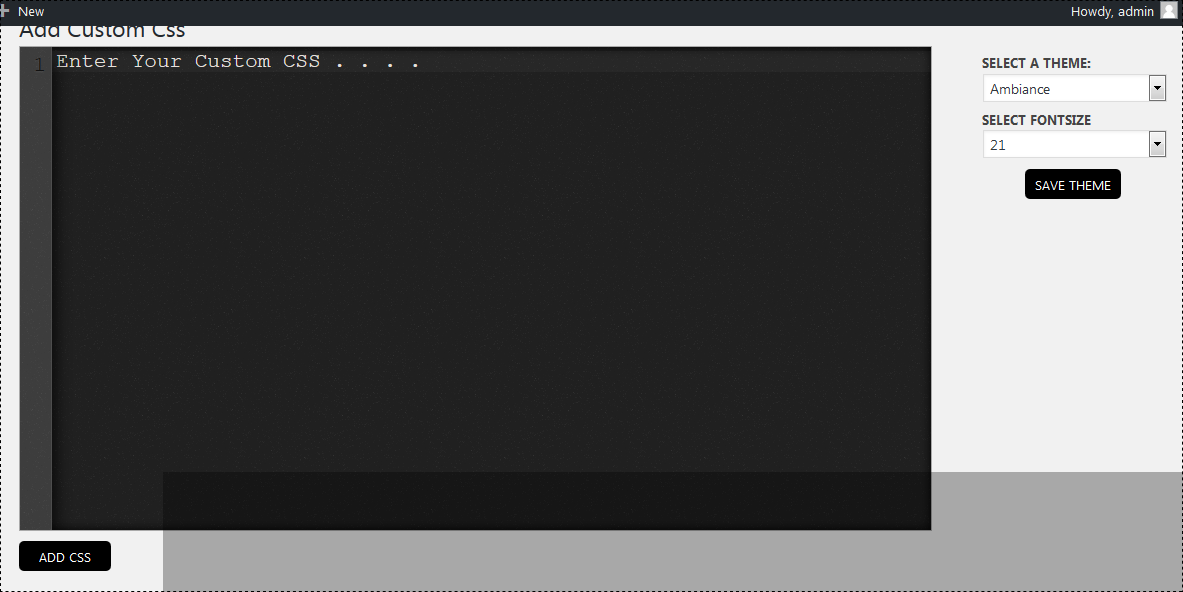 New
Howdy, admin
Add Custom Css
1
Enter Your Custom CSS . . . .
SELECT A THEME:
Ambiance
SELECT FONTSIZE
21
SAVE THEME
ADD CSS